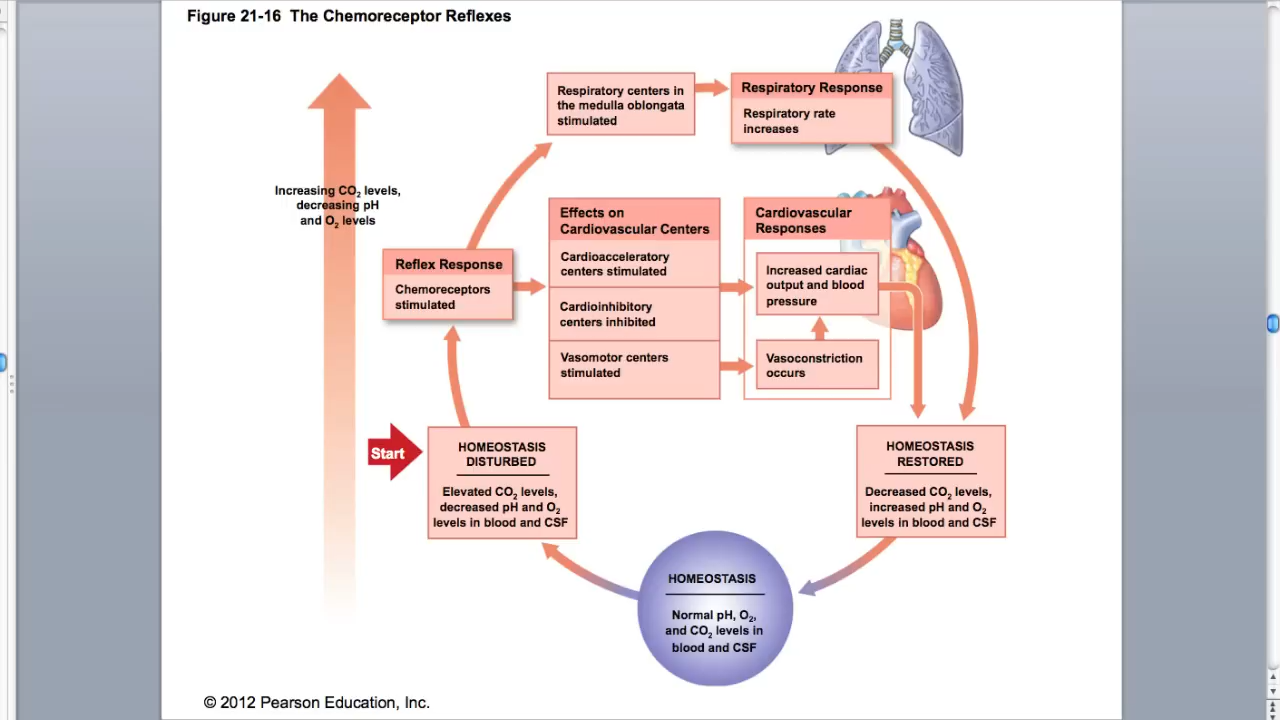 Figure 21-16 The Chemoreceptor Reflexes
Respiratory centers in
the medulla oblongata
stimulated
Respiratory Response
Respiratory rate
increases
Increasing CO₂ levels,
decreasing pH
and O₂ levels
Effects on
Cardiovascular Centers
Cardioacceleratory
centers stimulated
Cardioinhibitory
centers inhibited
Vasomotor centers
stimulated
Cardiovascular
Responses
Increased cardiac
output and blood
pressure
Vasoconstriction
occurs
Reflex Response
Chemoreceptors
stimulated
Start
HOMEOSTASIS
DISTURBED
Elevated CO₂ levels,
decreased pH and O₂
levels in blood and CSF
HOMEOSTASIS
RESTORED
Decreased CO₂ levels,
increased pH and O₂
levels in blood and CSF
HOMEOSTASIS
Normal pH, O₂,
and CO₂ levels in
blood and CSF
© 2012 Pearson Education, Inc.